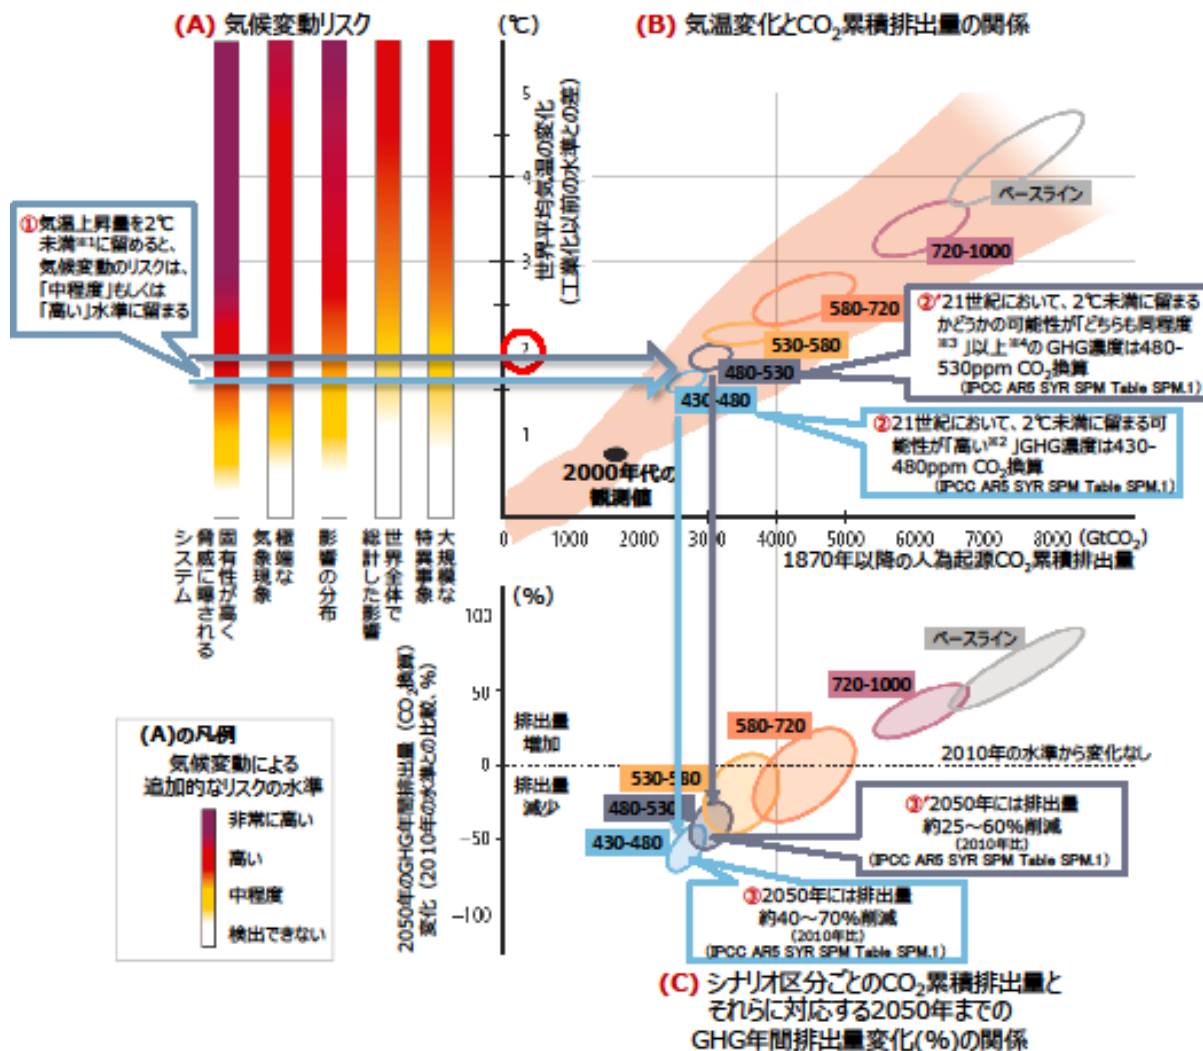 (A) 気候変動リスク
(℃)
(B) 気温変化とCO₂累積排出量の関係
5
4
3
2
1
世界平均気温の変化
(工業化以前の水準との差)
①気温上昇量を2℃
未満※1に留めると、
気候変動のリスクは、
「中程度」もしくは
「高い」水準に留まる
ベースライン
720-1000
580-720
530-580
480-530
430-480
②’21世紀において、2℃未満に留まる
かどうかの可能性が「どちらも同程度
※3」以上※4のGHG濃度は480-
530ppm CO₂換算
(IPCC AR5 SYR SPM Table SPM.1)
②21世紀において、2℃未満に留まる可
能性が「高い※2」GHG濃度は430-
480ppm CO₂換算
(IPCC AR5 SYR SPM Table SPM.1)
2000年代の
観測値
0 1000 2000 3000 4000 5000 6000 7000 8000 (GtCO₂)
1870年以降の人為起源CO₂累積排出量
固有性が高く
脅威に曝される
システム
極端な
気象現象
影響の分布
世界全体で
総計した影響
大規模な
特異事象
(%)
100
50
0
−50
−100
2050年のGHG年間排出量(CO₂換算)
変化(2010年の水準との比較、%)
排出量
増加
排出量
減少
ベースライン
720-1000
580-720
530-580
480-530
430-480
2010年の水準から変化なし
③’2050年には排出量
約25～60%削減
(2010年比)
(IPCC AR5 SYR SPM Table SPM.1)
③2050年には排出量
約40～70%削減
(2010年比)
(IPCC AR5 SYR SPM Table SPM.1)
(A)の凡例
気候変動による
追加的なリスクの水準
非常に高い
高い
中程度
検出できない
(C) シナリオ区分ごとのCO₂累積排出量と
それらに対応する2050年までの
GHG年間排出量変化(%)の関係